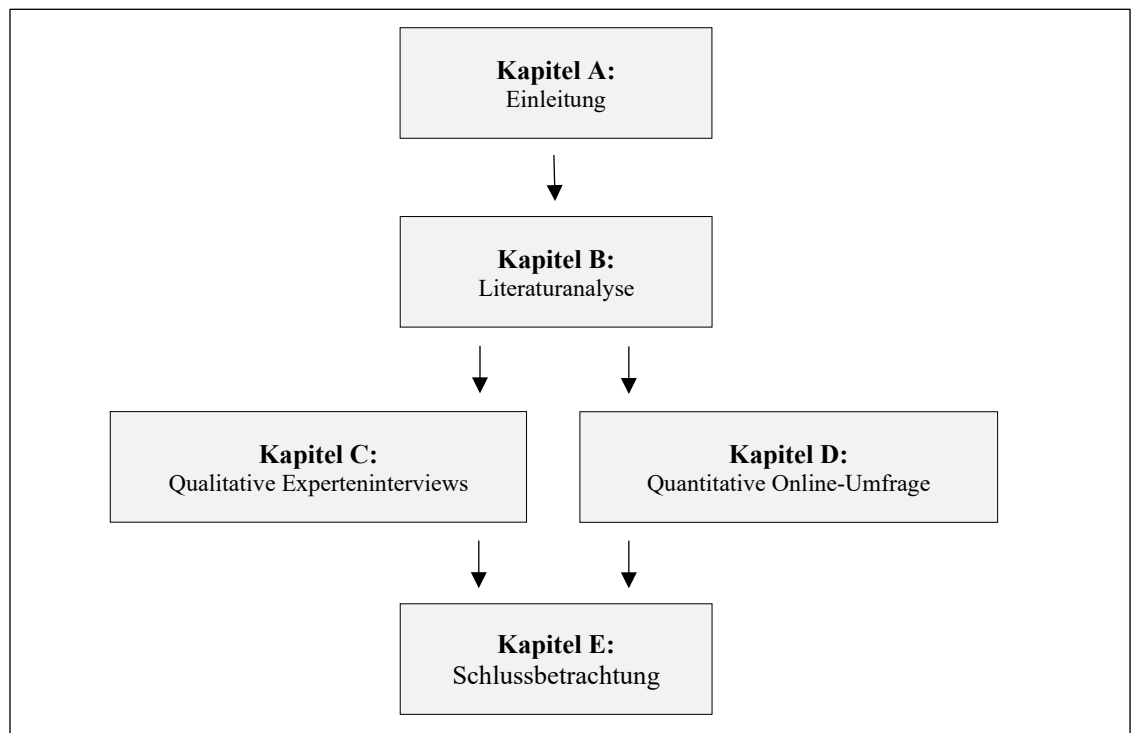 Kapitel A:
Einleitung
Kapitel B:
Literaturanalyse
Kapitel C:
Qualitative Experteninterviews
Kapitel D:
Quantitative Online-Umfrage
Kapitel E:
Schlussbetrachtung